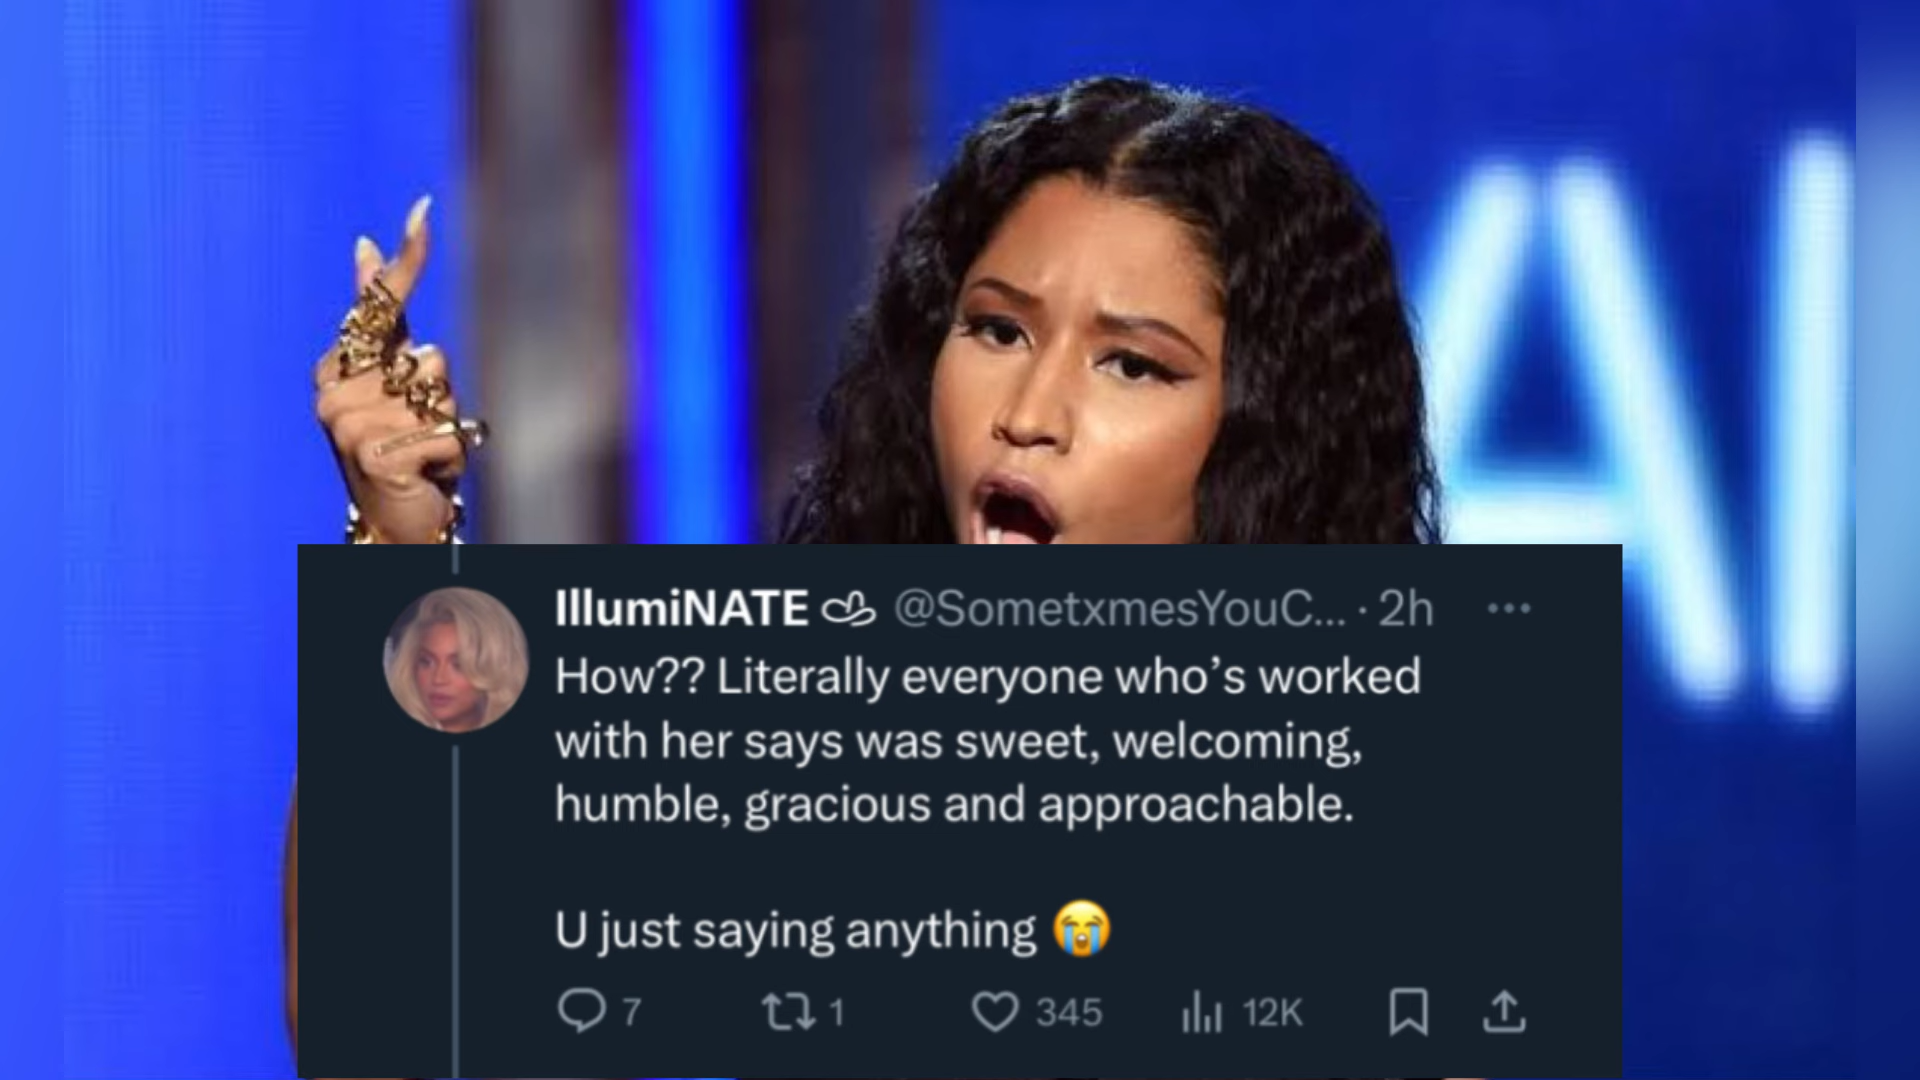 AI
IllumiNATE @SometxmesYouC... · 2h
How?? Literally everyone who’s worked
with her says was sweet, welcoming,
humble, gracious and approachable.
U just saying anything 😭
7 1 345 12K